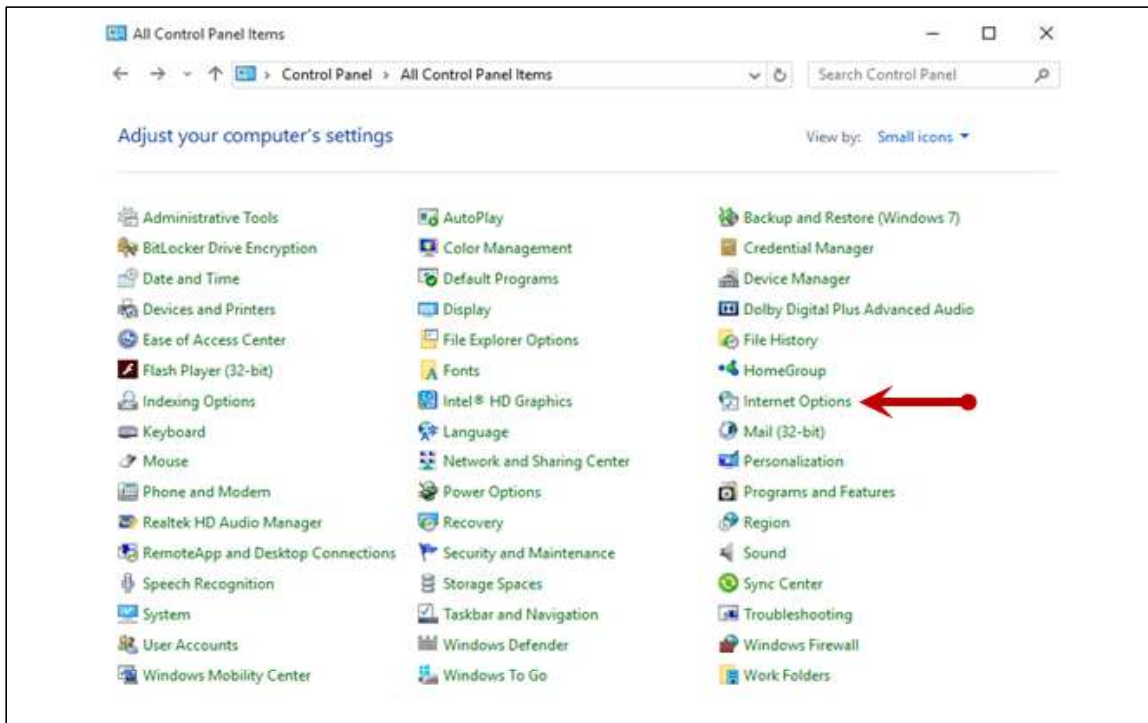 All Control Panel Items
Control Panel > All Control Panel Items
Search Control Panel
Adjust your computer's settings
View by: Small icons
Administrative Tools
AutoPlay
Backup and Restore (Windows 7)
BitLocker Drive Encryption
Color Management
Credential Manager
Date and Time
Default Programs
Device Manager
Devices and Printers
Display
Dolby Digital Plus Advanced Audio
Ease of Access Center
File Explorer Options
File History
Flash Player (32-bit)
Fonts
HomeGroup
Indexing Options
Intel® HD Graphics
Internet Options
Keyboard
Language
Mail (32-bit)
Mouse
Network and Sharing Center
Personalization
Phone and Modem
Power Options
Programs and Features
Realtek HD Audio Manager
Recovery
Region
RemoteApp and Desktop Connections
Security and Maintenance
Sound
Speech Recognition
Storage Spaces
Sync Center
System
Taskbar and Navigation
Troubleshooting
User Accounts
Windows Defender
Windows Firewall
Windows Mobility Center
Windows To Go
Work Folders